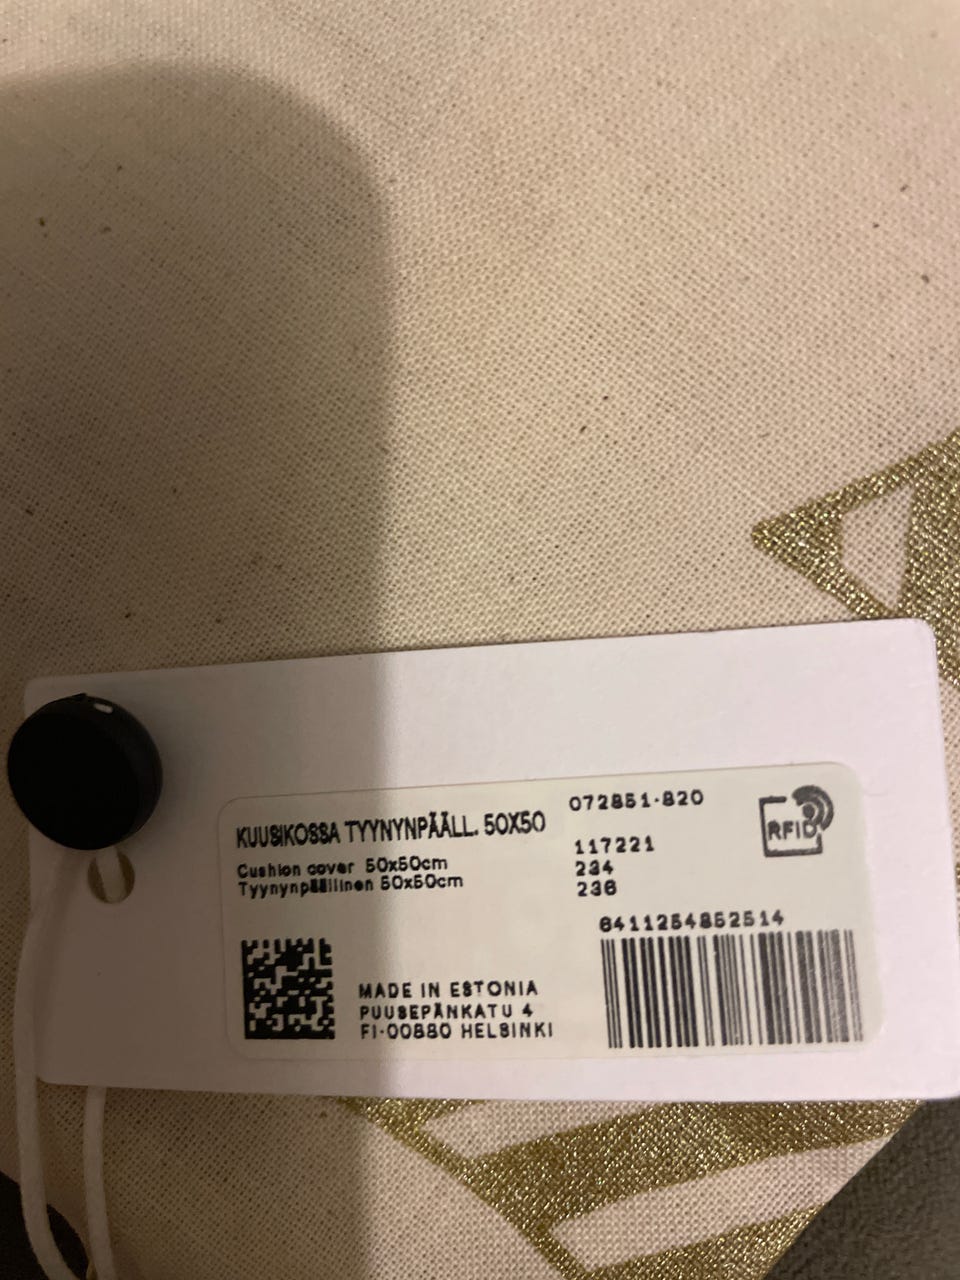 KUUSIKOSSA TYYNYNPÄÄLL. 50X50
Cushion cover 50x50cm
Tyynynpäällinen 50x50cm
072851-820
117221
234
236
RFID
6411254852514
MADE IN ESTONIA
PUUSEPÄNKATU 4
FI-00880 HELSINKI